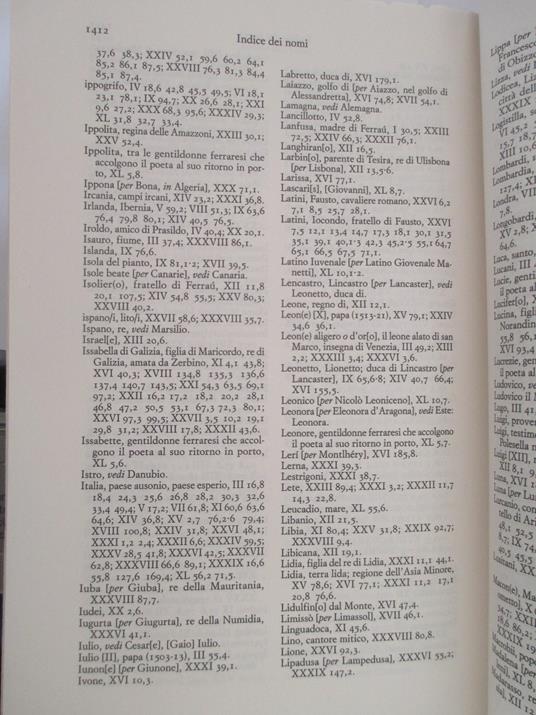 1412
Indice dei nomi
37,6 38,3; XXIV 52,1 59,6 60,2 64,1
85,2 86,1 87,5; XXVIII 76,3 81,3 84,4
85,1 87,4.
ippogrifo, IV 18,6 42,8 45,5 49,5; VI 18,1
23,1 78,1; IX 94,7; XX 26,6 28,1; XXI
9,6 27,2; XXX 68,3 95,6; XXXIV 29,3;
XL 31,8 32,7 33,4.
Ippolita, regina delle Amazzoni, XXIII 30,1;
XXV 52,4.
Ippolita, tra le gentildonne ferraresi che
accolgono il poeta al suo ritorno in por-
to, XL 5,8.
Ippona [per Bona, in Algeria], XXX 71,1.
Ircania, campi ircani, XIV 23,2; XXXI 36,8.
Irlanda, Ibernia, V 59,2; VIII 51,3; IX 63,6
76,4 79,8 80,1; XIV 40,5 76,5.
Iroldo, amico di Prasildo, IV 40,4; XX 20,1.
Isauro, fiume, III 37,4; XXXVIII 86,1.
Islanda, IX 76,6.
Isola del pianto, IX 81,1-2; XVII 39,5.
Isole beate [per Canarie], vedi Canaria.
Isolier(o), fratello di Ferraú, XII 11,8
20,1 107,5; XIV 54,8 55,5; XXV 80,3;
XXVIII 40,2.
ispano/i, lito/i, XXVII 58,6; XXXVIII 35,7.
Ispano, re, vedi Marsilio.
Israel[e], XIII 20,6.
Issabella di Galizia, figlia di Maricordo, re di
Galizia, amata da Zerbino, XI 4,1 43,8;
XVI 40,3; XVIII 134,8 135,3 136,6
137,4 140,7 143,5; XXI 54,3 63,5 69,1
97,2; XXII 16,2 17,2 18,2 20,2 28,1
46,8 47,2 50,5 53,1 67,3 72,3 80,1;
XXVI 97,3 99,5; XXVII 3,5 10,2 19,1
29,8 31,2; XXVIII 17,8; XXXII 43,6.
Issabette, gentildonne ferraresi che accol-
gono il poeta al suo ritorno in porto,
XL 5,6.
Istro, vedi Danubio.
Italia, paese ausonio, paese esperio, III 16,8
18,4 24,3 25,6 26,8 28,2 30,3 32,6
33,4 49,4; V 17,2; VII 61,8; XI 60,6 63,6
64,6; XIV 36,8; XV 2,7 76,2-6 79,4;
XVIII 100,8; XXIV 31,8; XXVI 48,1;
XXXI 1,2 2,4; XXXIII 6,6; XXXIV 59,5;
XXXV 28,5 41,8; XXXVI 42,5; XXXVII
62,8; XXXVIII 66,6 89,1; XXXIX 16,6
55,8 127,6 169,4; XL 56,2 71,5.
Iuba [per Giuba], re della Mauritania,
XXXVIII 87,7.
Iudei, XX 2,6.
Iugurta [per Giugurta], re della Numidia,
XXXVI 41,1.
Iulio, vedi Cesar[e], [Gaio] Iulio.
Iulio [II], papa (1503-13), III 55,4.
Iunon[e] [per Giunone], XXXI 39,1.
Ivone, XVI 10,3.
Labretto, duca di, XVI 179,1.
Laiazzo, golfo di [per Aiazzo, nel golfo di
Alessandretta], XVI 74,8; XVII 54,1.
Lamagna, vedi Alemagna.
Lancillotto, IV 52,8.
Lanfusa, madre di Ferraú, I 30,5; XXIII
72,5; XXIV 66,3; XXXII 76,1.
Langhiran[o], XII 16,5.
Larbin[o], parente di Tesira, re di Ulisbona
[per Lisbona], XII 13,5-6.
Larissa, XVI 77,1.
Lascari[s], [Giovanni], XL 8,7.
Latini, Fausto, cavaliere romano, XXVI 6,2
7,1 8,5 25,7 28,1.
Latini, Iocondo, fratello di Fausto, XXVI
7,5 12,1 13,4 14,7 17,3 18,1 30,1 31,5
35,1 39,1 40,1-3 42,3 45,2-5 55,1 64,7
65,1 66,5 67,5 71,1.
Latino Iuvenale [per Latino Giovenale Ma-
netti], XL 10,1-2.
Lencastro, Lincastro [per Lancaster], vedi
Leonetto, duca di.
Leone, regno di, XII 12,1.
Leon(e) [X], papa (1513-21), XV 79,1; XXIV
34,6 36,1.
Leon(e) aligero o d'or[o], il leone alato di san
Marco, insegna di Venezia, III 49,2; XIII
2,2; XXXIII 3,4; XXXVI 3,6.
Leonetto, Lionetto; duca di Lincastro [per
Lancaster], IX 65,6-8; XIV 40,7 66,4;
XVI 155,5.
Leonico [per Nicolò Leoniceno], XL 10,7.
Leonora [per Eleonora d'Aragona], vedi Este:
Leonora.
Leonore, gentildonne ferraresi che accolgono
il poeta al suo ritorno in porto, XL 5,7.
Lerí [per Montlhéry], XVI 185,8.
Lerna, XXXI 39,3.
Lestrigoni, XXXI 38,7.
Lete, XXIII 89,4; XXXI 3,2; XXXII 11,7
14,3 22,8.
Leucadio, mare, XL 55,6.
Libanio, XII 21,5.
Libia, XI 80,4; XXV 31,8; XXIX 92,7;
XXXVIII 9,4.
Libicana, XII 19,1.
Lidia, figlia del re di Lidia, XXXI 11,1 44,1.
Lidia, terra lida; regione dell'Asia Minore,
XV 78,6; XVI 77,1; XXXI 11,2 17,1
20,8 76,6.
Lidulfin[o] dal Monte, XVI 47,4.
Limissò [per Limassol], XVII 46,1.
Linguadoca, XI 45,6.
Lino, cantore mitico, XXXVIII 80,8.
Lione, XXVI 92,3.
Lipadusa [per Lampedusa], XXXVI 55,2;
XXXIX 147,2.